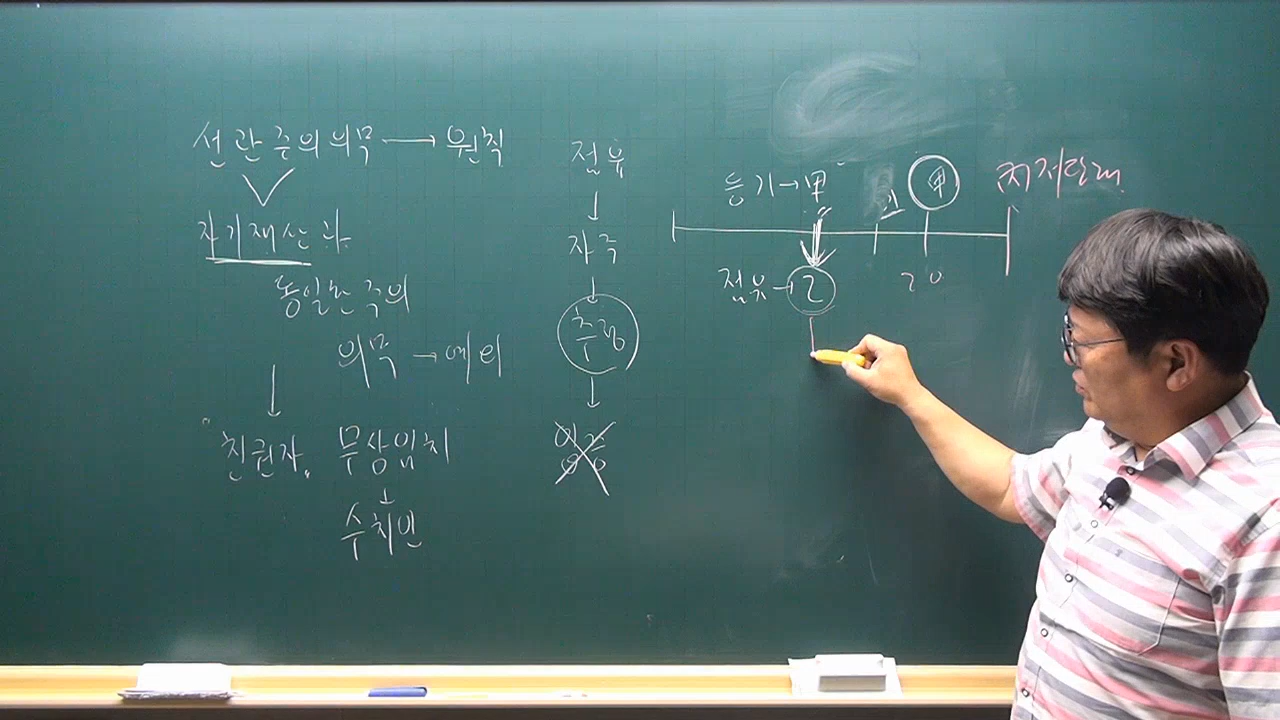 선관주의의무 → 원칙
자기재산과
동일한 주의
의무 → 예외
친권자. 무상임치
↓
수치인
점유
↓
자주
↓
추정
↓
등기→甲
甲
점유→乙
20